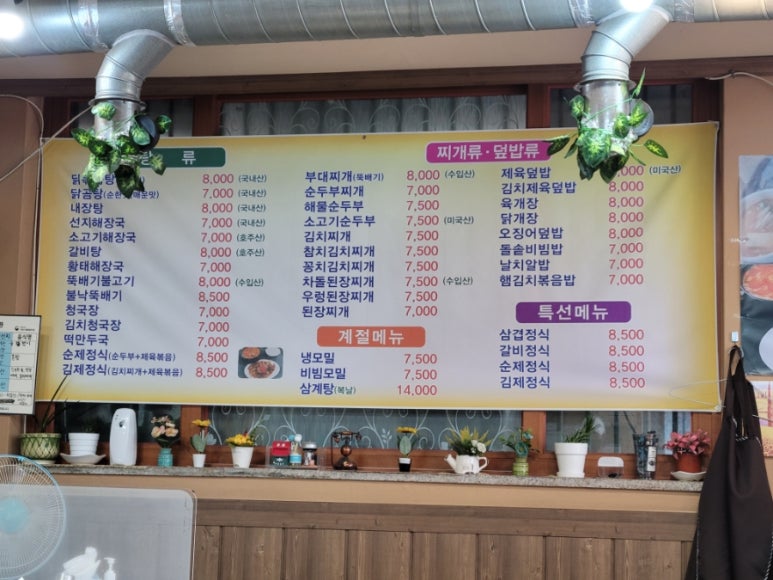 탕 류
8,000 (국내산)
닭곰탕(순한 매운맛) 7,000 (국내산)
내장탕 8,000 (국내산)
선지해장국 7,000 (국내산)
소고기해장국 7,000 (호주산)
갈비탕 8,000 (호주산)
황태해장국 7,000
뚝배기불고기 8,000 (수입산)
불낙뚝배기 8,500
청국장 7,000
김치청국장 7,000
떡만두국 7,000
순제정식(순두부+제육볶음) 8,500
김제정식(김치찌개+제육볶음) 8,500
찌개류·덮밥류
부대찌개(뚝배기) 8,000 (수입산)
순두부찌개 7,000
해물순두부 7,500
소고기순두부 7,500 (미국산)
김치찌개 7,000
참치김치찌개 7,500
꽁치김치찌개 7,500
차돌된장찌개 7,500 (수입산)
우렁된장찌개 7,500
된장찌개 7,000
제육덮밥 8,000 (미국산)
김치제육덮밥 8,000
육개장 8,000
닭개장 7,000
오징어덮밥 8,000
돌솥비빔밥 7,000
날치알밥 7,000
햄김치볶음밥 7,000
계절메뉴
냉모밀 7,500
비빔모밀 7,500
삼계탕(복날) 14,000
특선메뉴
삼겹정식 8,500
갈비정식 8,500
순제정식 8,500
김제정식 8,500